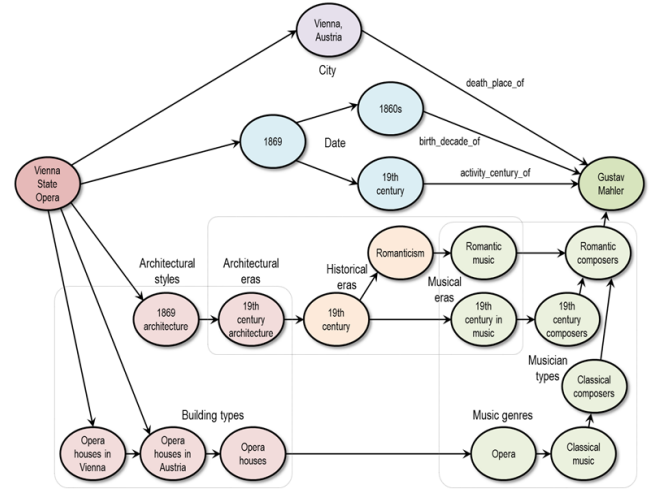 Vienna,
Austria
City
death_place_of
1860s
1869
Date
birth_decade_of
Vienna
State
Opera
19th
century
activity_century_of
Gustav
Mahler
Architectural
styles
Architectural
eras
Historical
eras
Romanticism
Musical
eras
Romantic
music
Romantic
composers
1869
architecture
19th
century
architecture
19th
century
19th
century in
music
19th
century
composers
Musician
types
Classical
composers
Building types
Music genres
Opera
houses in
Vienna
Opera
houses in
Austria
Opera
houses
Opera
Classical
music